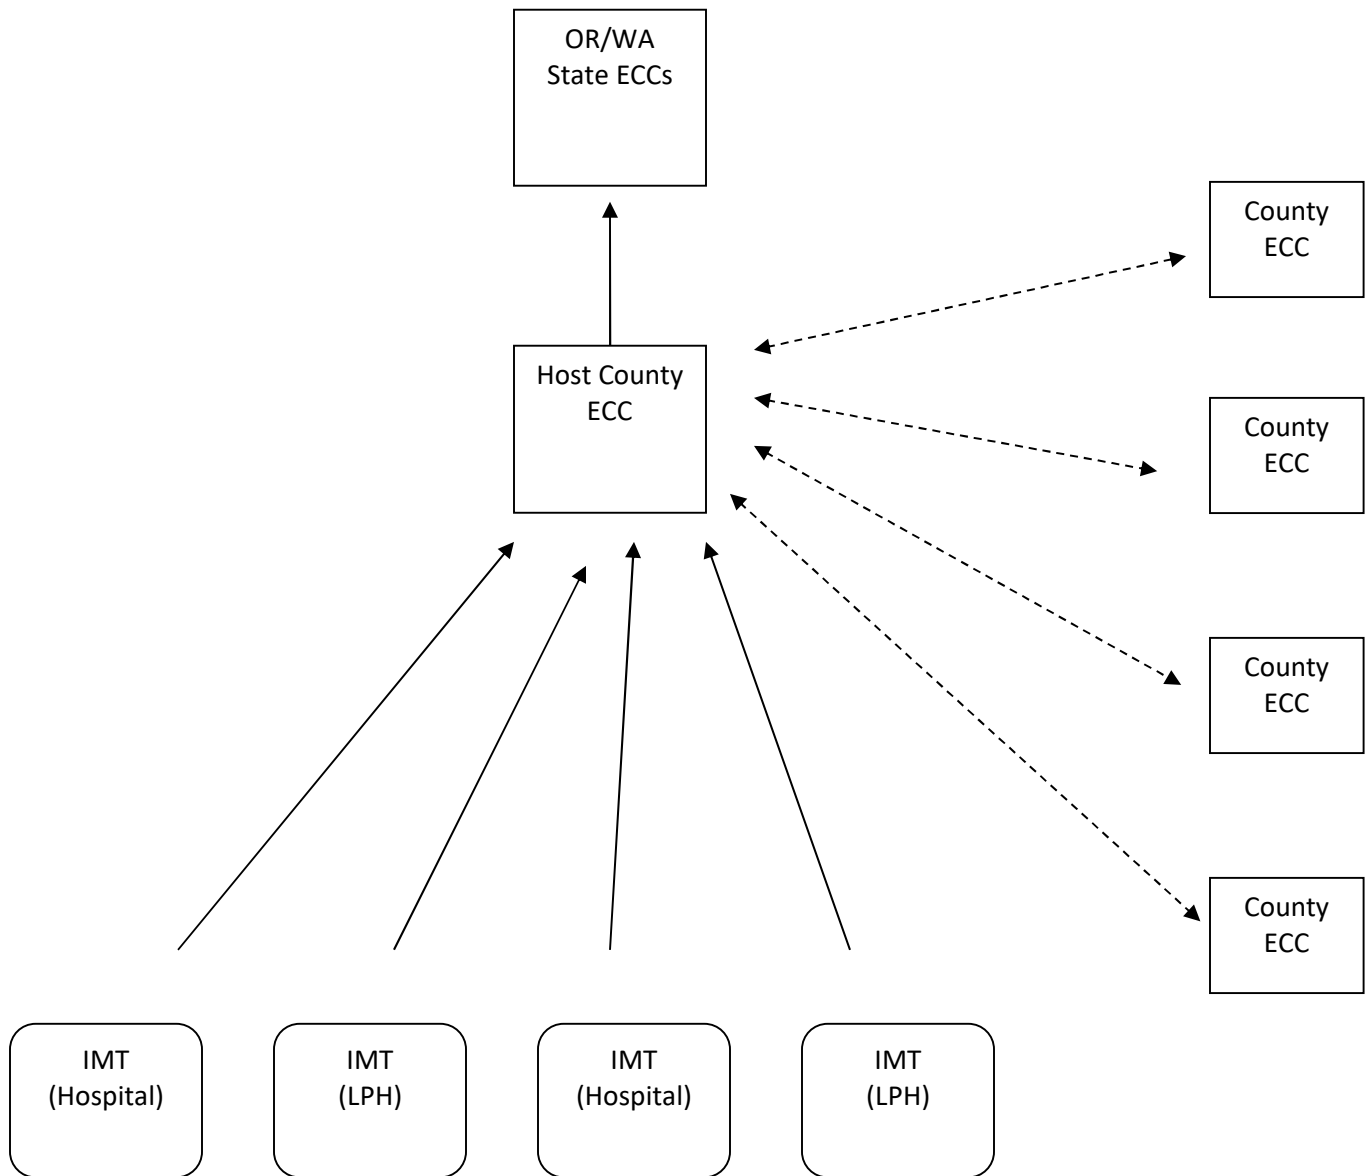 OR/WA
State ECCs
County
ECC
Host County
ECC
County
ECC
County
ECC
County
ECC
IMT
(Hospital)
IMT
(LPH)
IMT
(Hospital)
IMT
(LPH)